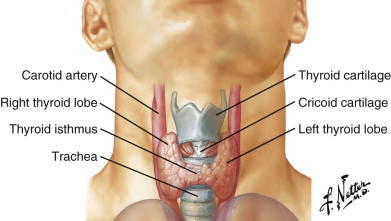 Carotid artery
Right thyroid lobe
Thyroid isthmus
Trachea
Thyroid cartilage
Cricoid cartilage
Left thyroid lobe
F. Netter
M.D.